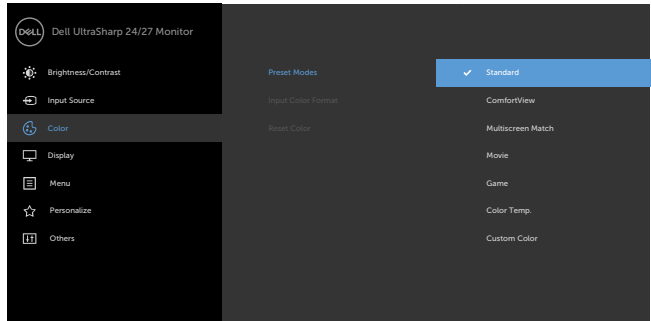 DELL Dell UltraSharp 24/27 Monitor
Brightness/Contrast
Input Source
Color
Display
Menu
Personalize
Others
Preset Modes
Input Color Format
Reset Color
Standard
ComfortView
Multiscreen Match
Movie
Game
Color Temp.
Custom Color